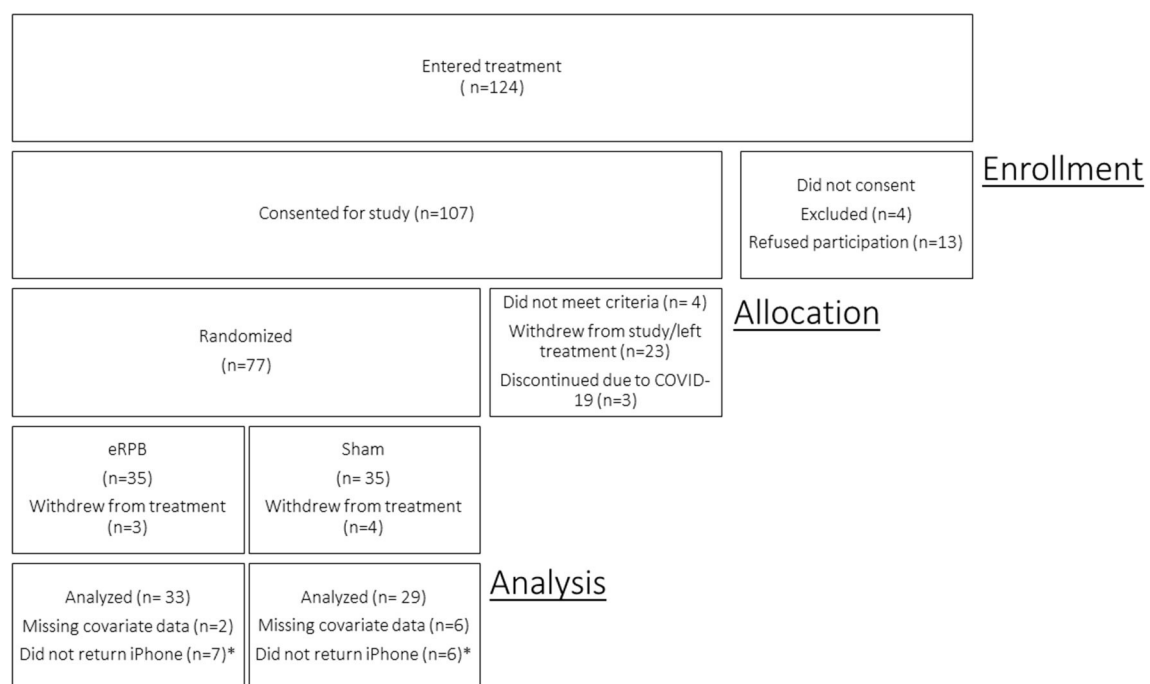 Entered treatment
( n=124)
Consented for study (n=107)
Did not consent
Excluded (n=4)
Refused participation (n=13)
Enrollment
Randomized
(n=77)
Did not meet criteria (n= 4)
Withdrew from study/left
treatment (n=23)
Discontinued due to COVID-
19 (n=3)
Allocation
eRPB
(n=35)
Withdrew from treatment
(n=3)
Sham
(n= 35)
Withdrew from treatment
(n=4)
Analyzed (n= 33)
Missing covariate data (n=2)
Did not return iPhone (n=7)*
Analyzed (n= 29)
Missing covariate data (n=6)
Did not return iPhone (n=6)*
Analysis